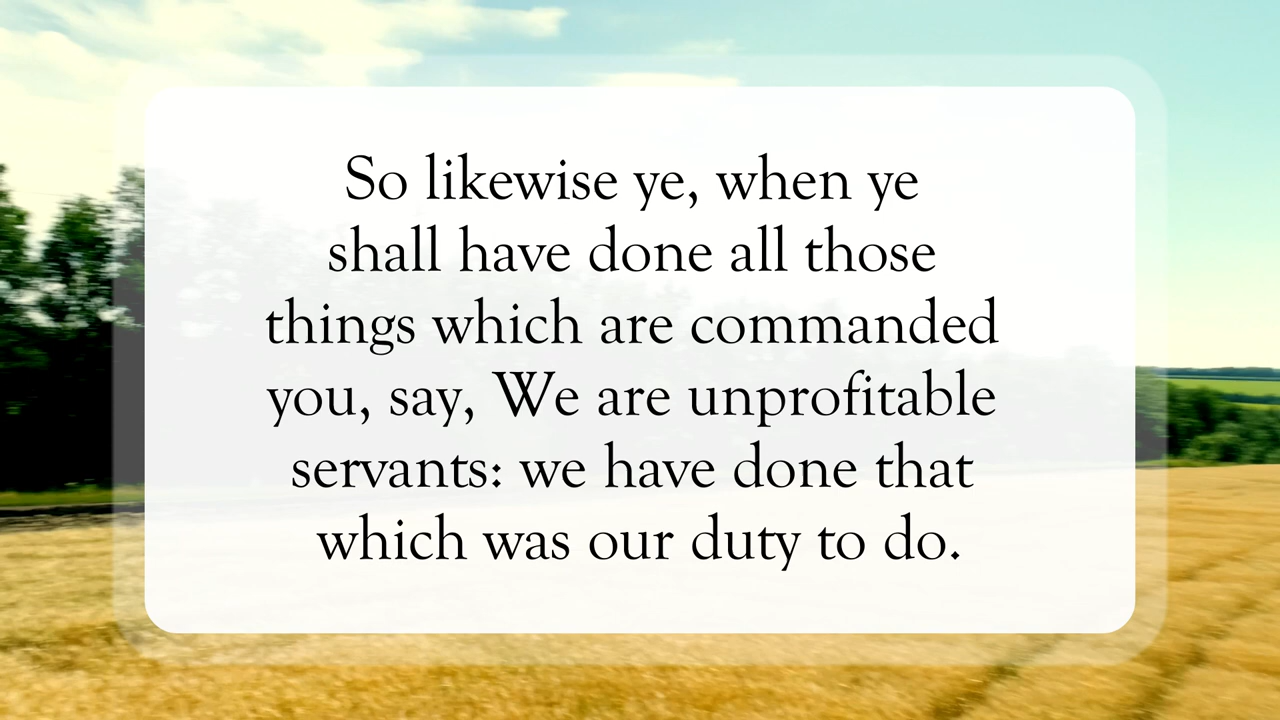 So likewise ye, when ye
shall have done all those
things which are commanded
you, say, We are unprofitable
servants: we have done that
which was our duty to do.